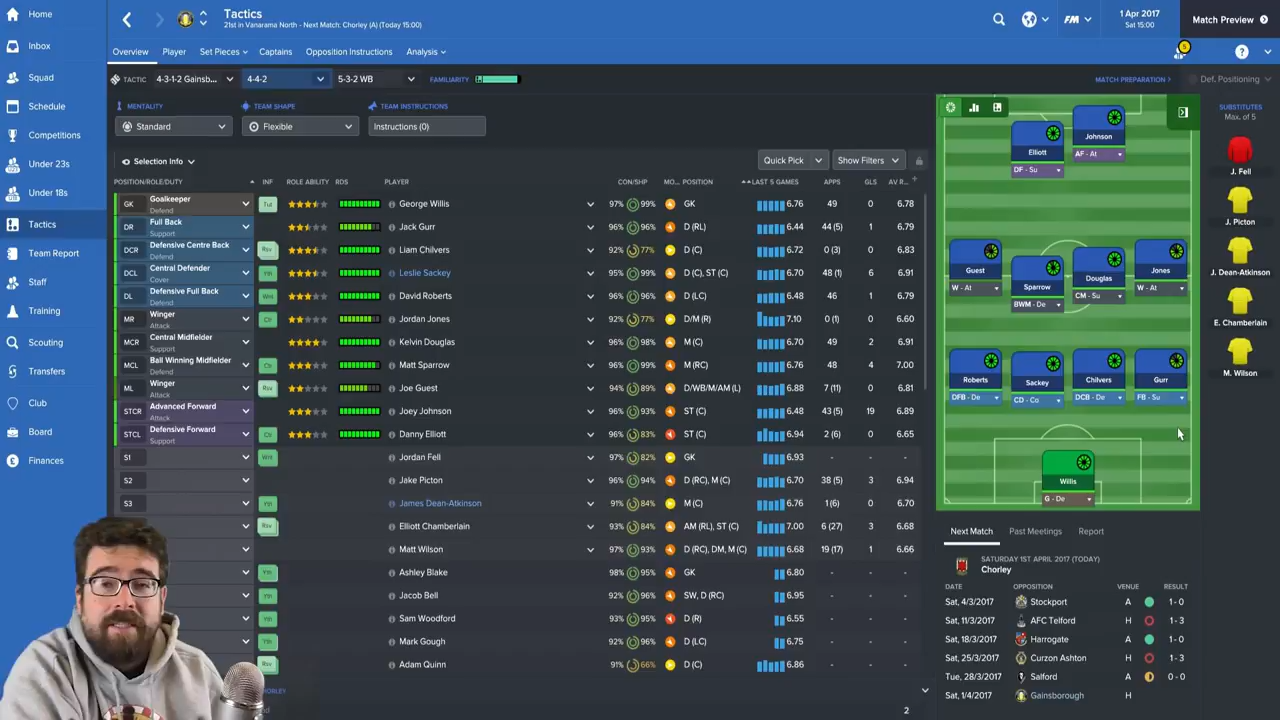 Home
Inbox
Squad
Schedule
Competitions
Under 23s
Under 18s
Tactics
Team Report
Staff
Training
Scouting
Transfers
Club
Board
Finances
Tactics
21st in Vanarama North - Next Match: Chorley (A) (Today 15:00)
FM
1 Apr 2017
Sat 15:00
Match Preview
Overview Player Set Pieces Captains Opposition Instructions Analysis
5
?
TACTIC 4-3-1-2 Gainsb... 4-4-2 5-3-2 WB FAMILIARITY
MATCH PREPARATION > Def. Positioning
MENTALITY TEAM SHAPE TEAM INSTRUCTIONS
Standard Flexible Instructions (0)
Selection Info
Quick Pick Show Filters
POSITION/ROLE/DUTY INF ROLE ABILITY RDS PLAYER CON/SHP MO... POSITION LAST 5 GAMES APPS GLS AV R...
GK Goalkeeper Defend Tut George Willis 97% 99% GK 6.76 49 0 6.78
DR Full Back Support Jack Gurr 96% 96% D (RL) 6.44 44 (5) 1 6.79
DCR Defensive Centre Back Defend Rsv Liam Chilvers 92% 77% D (C) 6.72 0 (3) 0 6.83
DCL Central Defender Cover Yth Leslie Sackey 95% 99% D (C), ST (C) 6.70 48 (1) 6 6.91
DL Defensive Full Back Defend Wnt David Roberts 96% 96% D (LC) 6.48 46 1 6.79
MR Winger Attack Ctr Jordan Jones 92% 77% D/M (R) 7.10 0 (1) 0 6.60
MCR Central Midfielder Support Kelvin Douglas 96% 98% M (C) 6.70 49 2 6.91
MCL Ball Winning Midfielder Defend Ctr Matt Sparrow 96% 99% M (RC) 6.76 48 4 7.00
ML Winger Attack Rsv Joe Guest 94% 89% D/WB/M/AM (L) 6.88 7 (11) 0 6.81
STCR Advanced Forward Attack Joey Johnson 96% 93% ST (C) 6.48 43 (5) 19 6.89
STCL Defensive Forward Support Ctr Danny Elliott 96% 83% ST (C) 6.94 2 (6) 0 6.65
S1 Wnt Jordan Fell 97% 82% GK 6.93 - - -
S2 Jake Picton 96% 94% D (RC), M (C) 6.70 38 (5) 3 6.94
S3 Yth James Dean-Atkinson 91% 84% M (C) 6.76 1 (6) 0 6.70
Rsv Elliott Chamberlain 93% 84% AM (RL), ST (C) 7.00 6 (27) 3 6.68
Matt Wilson 97% 93% D (RC), DM, M (C) 6.68 19 (17) 1 6.66
Yth Ashley Blake 98% 95% GK 6.80 - - -
Yth Jacob Bell 92% 96% SW, D (RC) 6.95 - - -
Yth Sam Woodford 93% 95% D (R) 6.55 - - -
Yth Mark Gough 92% 96% D (LC) 6.75 - - -
Rsv Adam Quinn 91% 66% D (C) 6.86 - - -
HORLEY
2
Johnson
AF - At
Elliott
DF - Su
Guest
W - At
Sparrow
BWM - De
Douglas
CM - Su
Jones
W - At
Roberts
DFB - De
Sackey
CD - Co
Chilvers
DCB - De
Gurr
FB - Su
Willis
G - De
SUBSTITUTES
Max. of 5
J. Fell
J. Picton
J. Dean-Atkinson
E. Chamberlain
M. Wilson
Next Match Past Meetings Report
SATURDAY 1ST APRIL 2017 (TODAY)
Chorley
DATE OPPOSITION VENUE RESULT
Sat, 4/3/2017 Stockport A 1 - 0
Sat, 11/3/2017 AFC Telford H 1 - 3
Sat, 18/3/2017 Harrogate A 1 - 0
Sat, 25/3/2017 Curzon Ashton H 1 - 3
Tue, 28/3/2017 Salford A 0 - 0
Sat, 1/4/2017 Gainsborough H